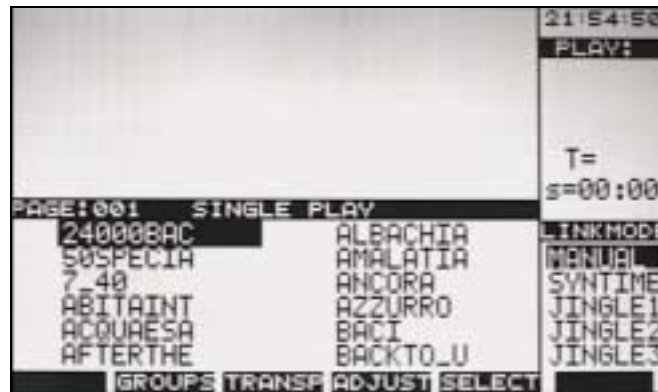 21:54:50
PLAY:
T=
s=00:00
PAGE:001 SINGLE PLAY
24000BAC ALBACHIA
50SPECIA AMALATIA
7_40 ANCORA
ABITAINT AZZURRO
ACQUAESA BACI
AFTERTHE BACKTO_U
LINKMODE
MANUAL
SYNTIME
JINGLE1
JINGLE2
JINGLE3
GROUPS TRANSP ADJUST SELECT